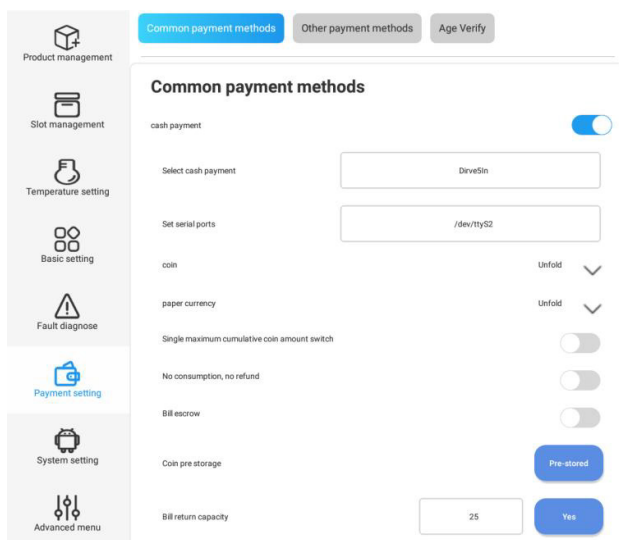 Common payment methods
Other payment methods
Age Verify
Product management
Slot management
Temperature setting
Basic setting
Fault diagnose
Payment setting
System setting
Advanced menu
Common payment methods
cash payment
Select cash payment
Dirve5In
Set serial ports
/dev/ttyS2
coin
Unfold
paper currency
Unfold
Single maximum cumulative coin amount switch
No consumption, no refund
Bill escrow
Coin pre storage
Pre-stored
Bill return capacity
25
Yes